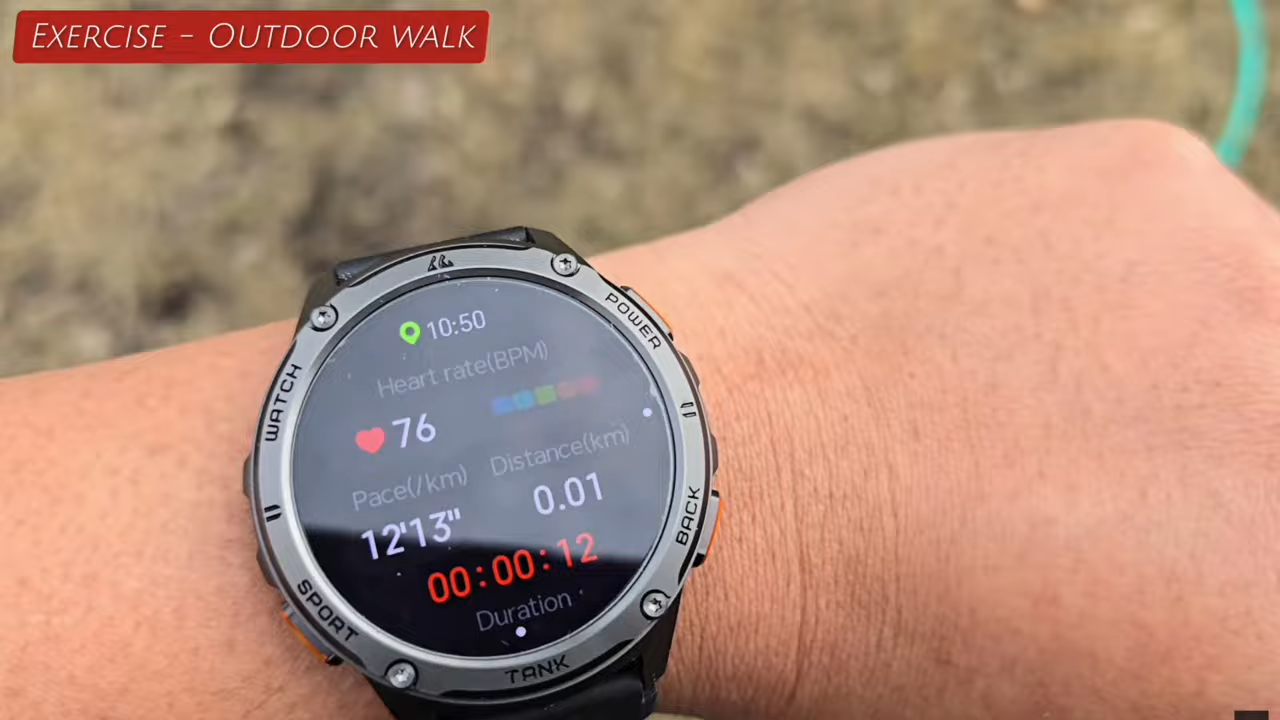 EXERCISE - OUTDOOR WALK
10:50
Heart rate(BPM)
76
Pace(/km)
Distance(km)
12'13"
0.01
00:00:12
Duration
WATCH
POWER
BACK
SPORT
TANK